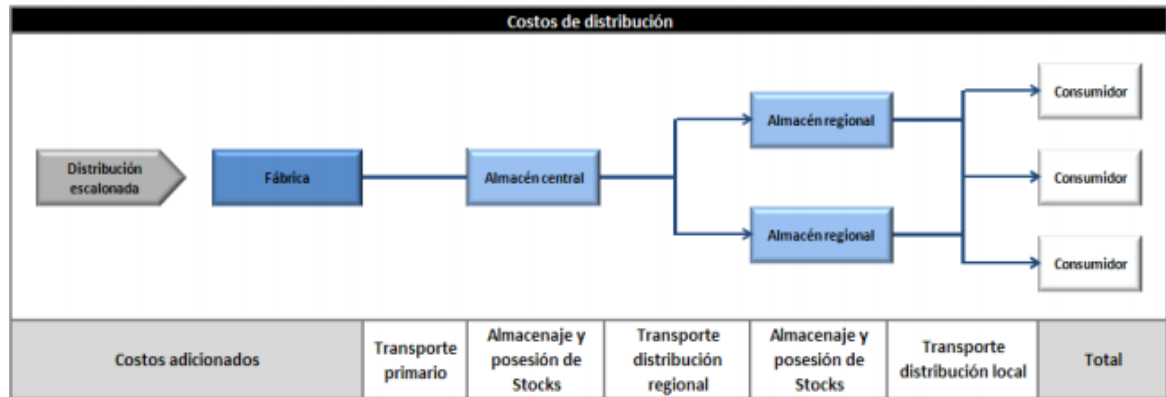 Costos de distribución
Consumidor
Almacén regional
Distribución
escalonada
Fábrica
Almacén central
Consumidor
Almacén regional
Consumidor
Costos adicionados
Transporte
primario
Almacenaje y
posesión de
Stocks
Transporte
distribución
regional
Almacenaje y
posesión de
Stocks
Transporte
distribución local
Total